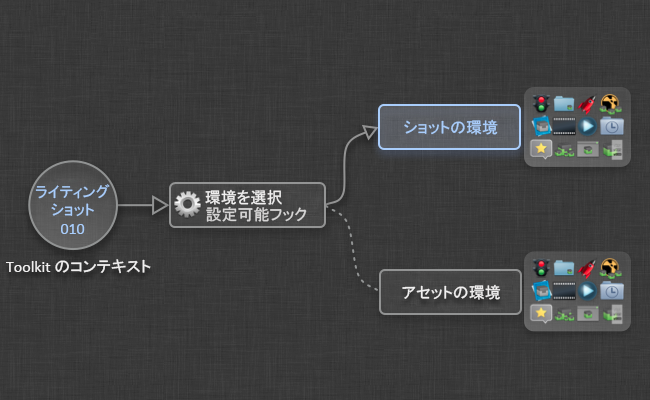 ライティング
ショット
010
Toolkit のコンテキスト
環境を選択
設定可能フック
ショットの環境
アセットの環境